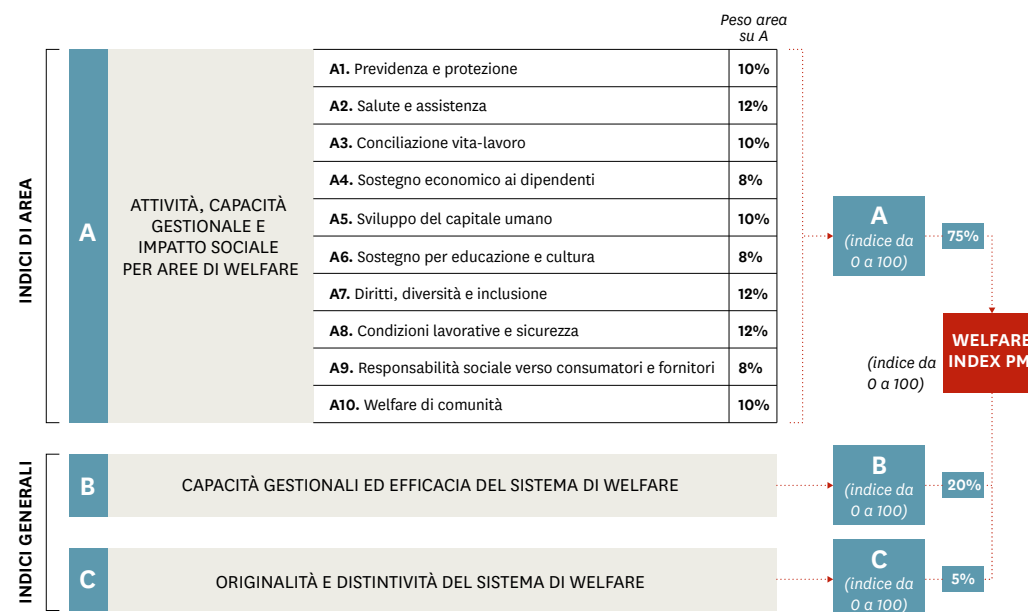 Peso area
su A
INDICI DI AREA
A
ATTIVITÀ, CAPACITÀ
GESTIONALE E
IMPATTO SOCIALE
PER AREE DI WELFARE
A1. Previdenza e protezione 10%
A2. Salute e assistenza 12%
A3. Conciliazione vita-lavoro 10%
A4. Sostegno economico ai dipendenti 8%
A5. Sviluppo del capitale umano 10%
A6. Sostegno per educazione e cultura 8%
A7. Diritti, diversità e inclusione 12%
A8. Condizioni lavorative e sicurezza 12%
A9. Responsabilità sociale verso consumatori e fornitori 8%
A10. Welfare di comunità 10%
A
(indice da
0 a 100)
75%
(indice da
0 a 100)
WELFARE
INDEX PM
INDICI GENERALI
B
CAPACITÀ GESTIONALI ED EFFICACIA DEL SISTEMA DI WELFARE
B
(indice da
0 a 100)
20%
C
ORIGINALITÀ E DISTINTIVITÀ DEL SISTEMA DI WELFARE
C
(indice da
0 a 100)
5%